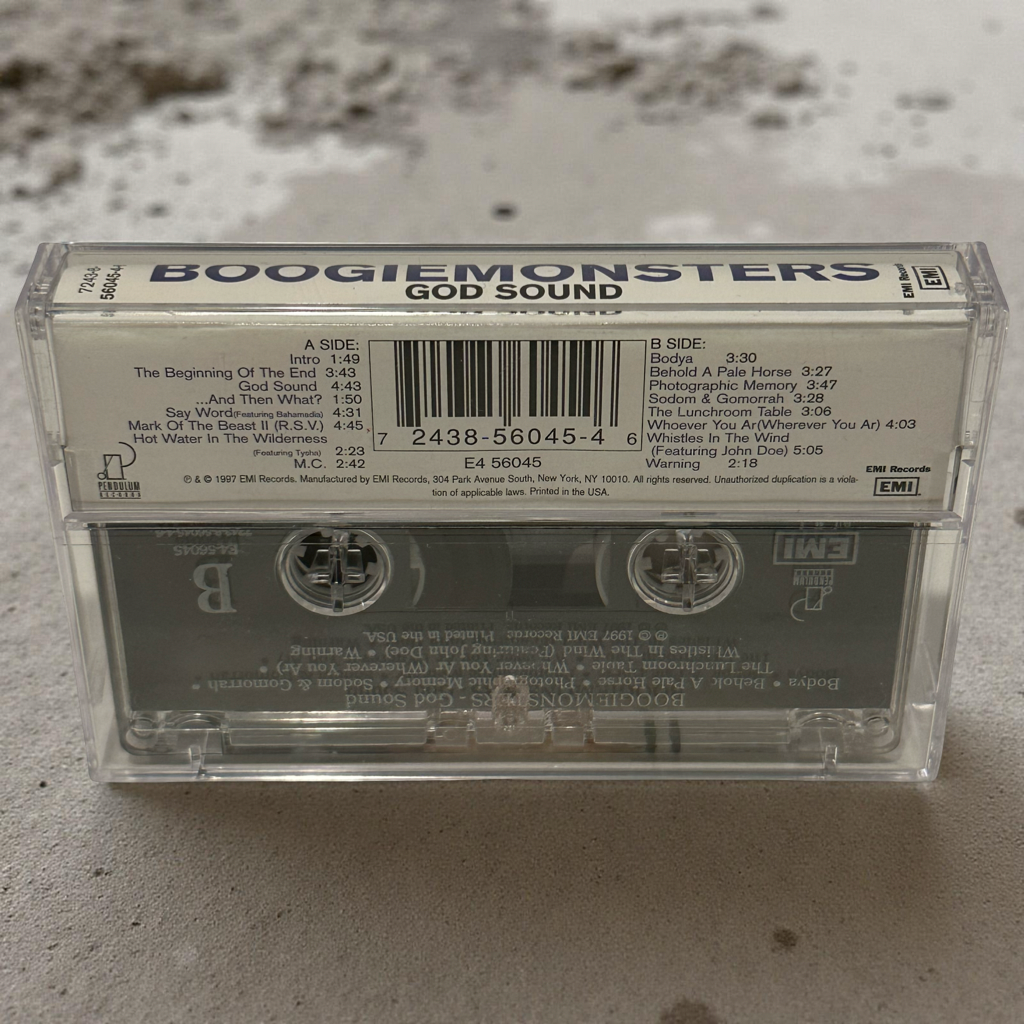 7243-8
56045-4
BOOGIEMONSTERS
GOD SOUND
EMI Records
EMI
A SIDE:
Intro 1:49
The Beginning Of The End 3:43
God Sound 4:43
...And Then What? 1:50
Say Word(Featuring Bahamadia) 4:31
Mark Of The Beast II (R.S.V.) 4:45
Hot Water In The Wilderness
(Featuring Tysha) 2:23
M.C. 2:42
7 2438-56045-4 6
E4 56045
B SIDE:
Bodya 3:30
Behold A Pale Horse 3:27
Photographic Memory 3:47
Sodom & Gomorrah 3:28
The Lunchroom Table 3:06
Whoever You Ar(Wherever You Ar) 4:03
Whistles In The Wind
(Featuring John Doe) 5:05
Warning 2:18
PENDULUM
RECORDS
EMI Records
EMI
℗ & © 1997 EMI Records. Manufactured by EMI Records, 304 Park Avenue South, New York, NY 10010. All rights reserved. Unauthorized duplication is a viola-
tion of applicable laws. Printed in the USA.
BOOGIEMONSTERS - God Sound
Bodya • Behold A Pale Horse • Photographic Memory • Sodom & Gomorrah •
The Lunchroom Table • Whoever You Ar (Wherever You Ar) •
Whistles In The Wind (Featuring John Doe) • Warning
℗ © 1997 EMI Records Printed in the USA
B
E4-56045
EMI
PENDULUM